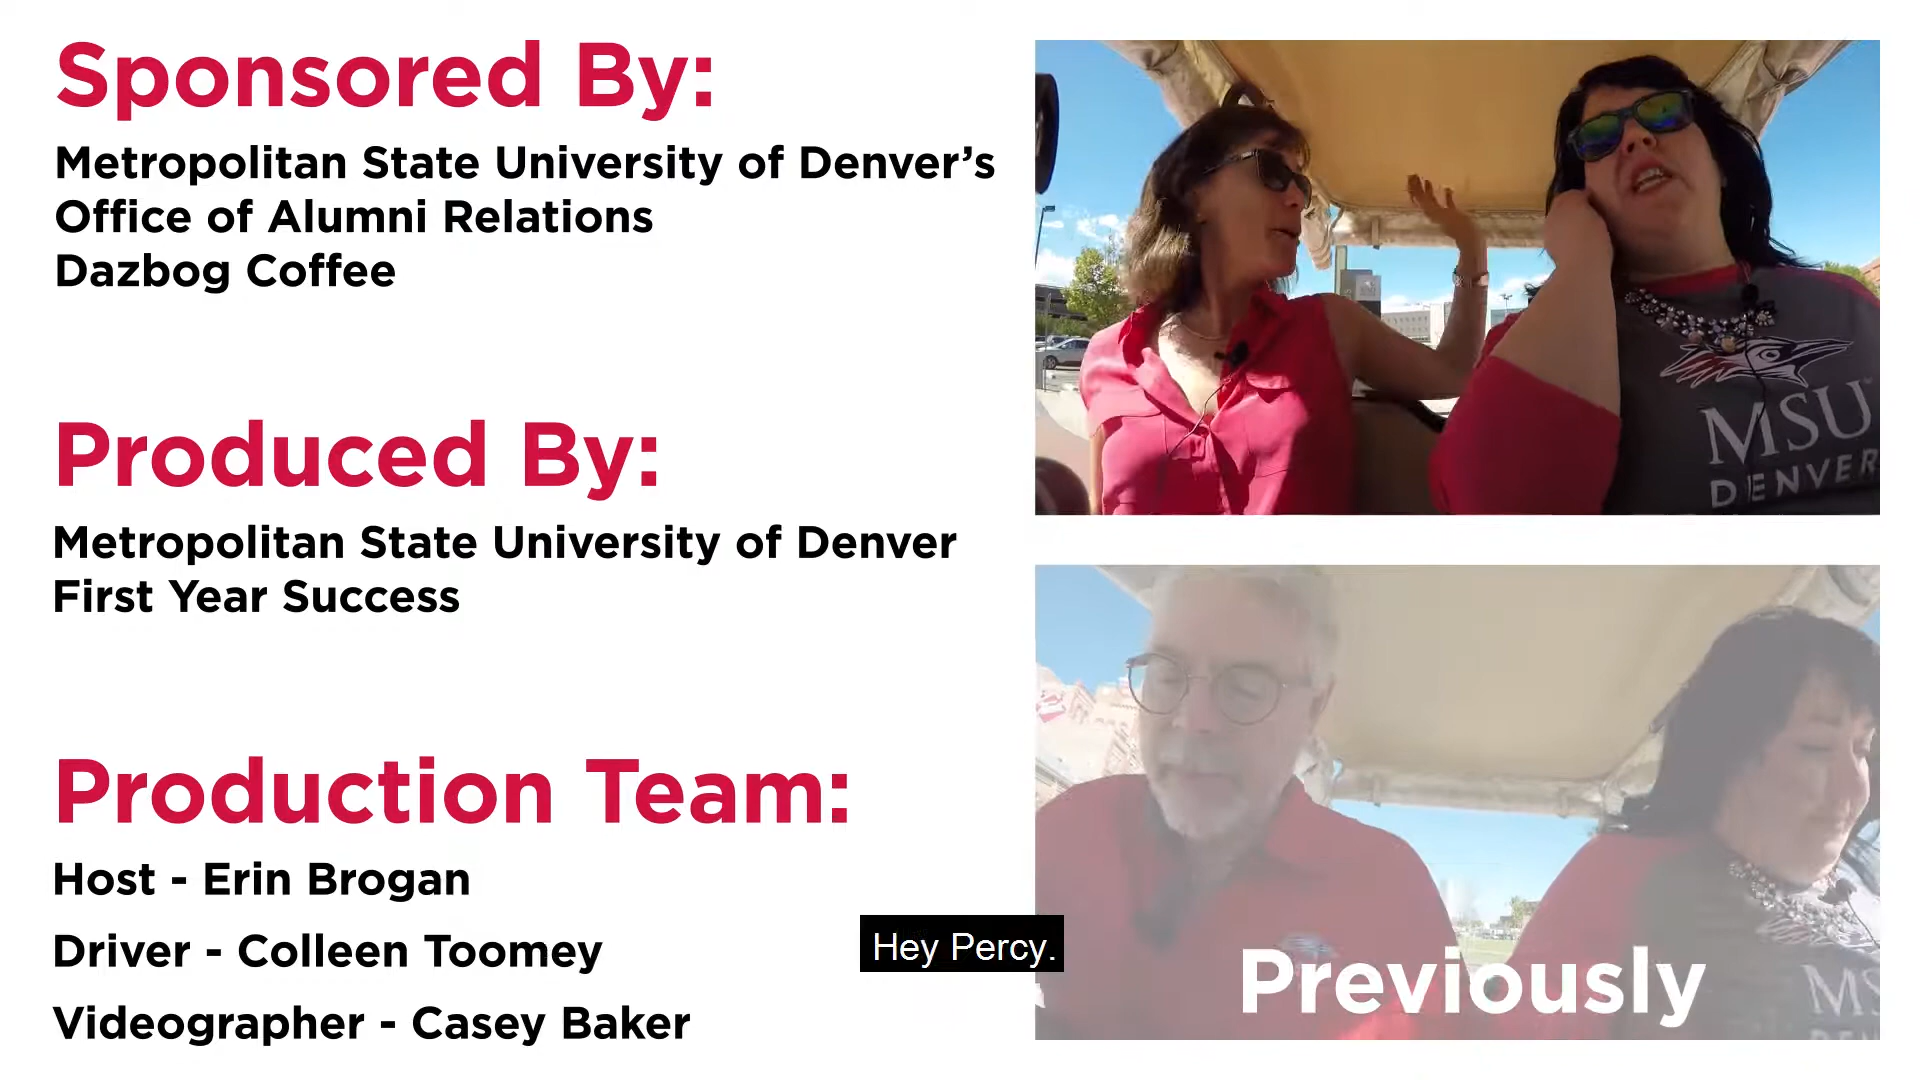 Sponsored By:
Metropolitan State University of Denver’s
Office of Alumni Relations
Dazbog Coffee
Produced By:
Metropolitan State University of Denver
First Year Success
Production Team:
Host - Erin Brogan
Driver - Colleen Toomey
Videographer - Casey Baker
Hey Percy.
MSU
DENVER
Previously
MS
DEN